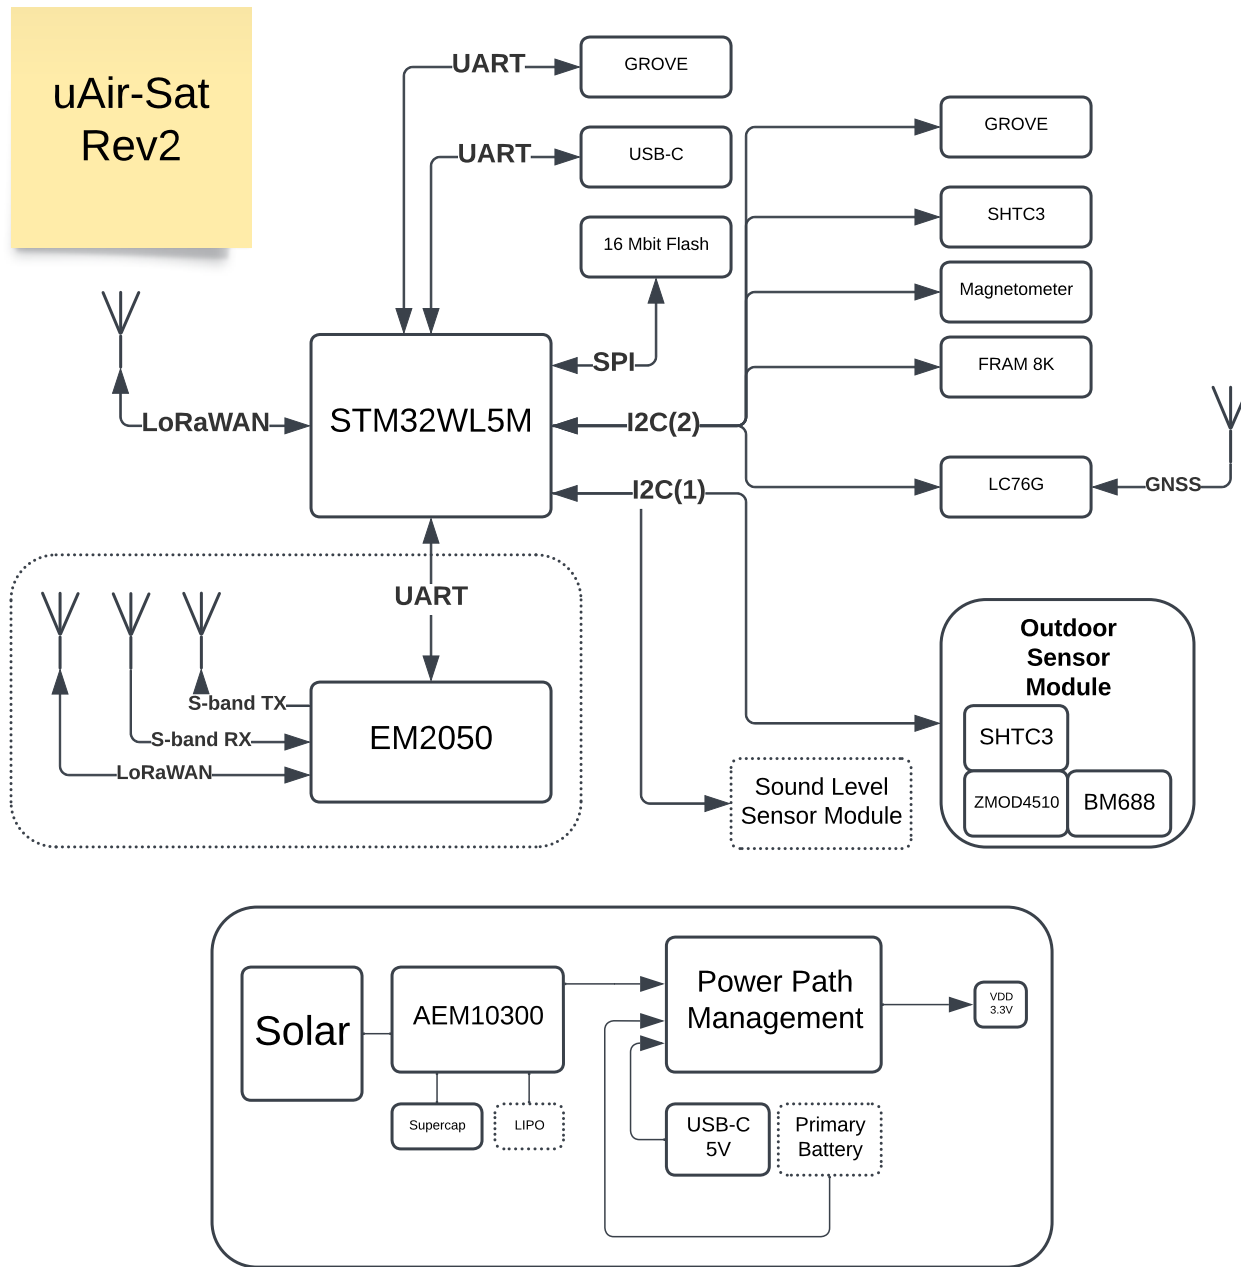 uAir-Sat
Rev2
UART
GROVE
UART
USB-C
16 Mbit Flash
GROVE
SHTC3
Magnetometer
FRAM 8K
SPI
LoRaWAN
STM32WL5M
I2C(2)
I2C(1)
LC76G
GNSS
UART
S-band TX
S-band RX
LoRaWAN
EM2050
Outdoor
Sensor
Module
SHTC3
ZMOD4510
BM688
Sound Level
Sensor Module
Solar
AEM10300
Power Path
Management
VDD
3.3V
Supercap
LIPO
USB-C
5V
Primary
Battery